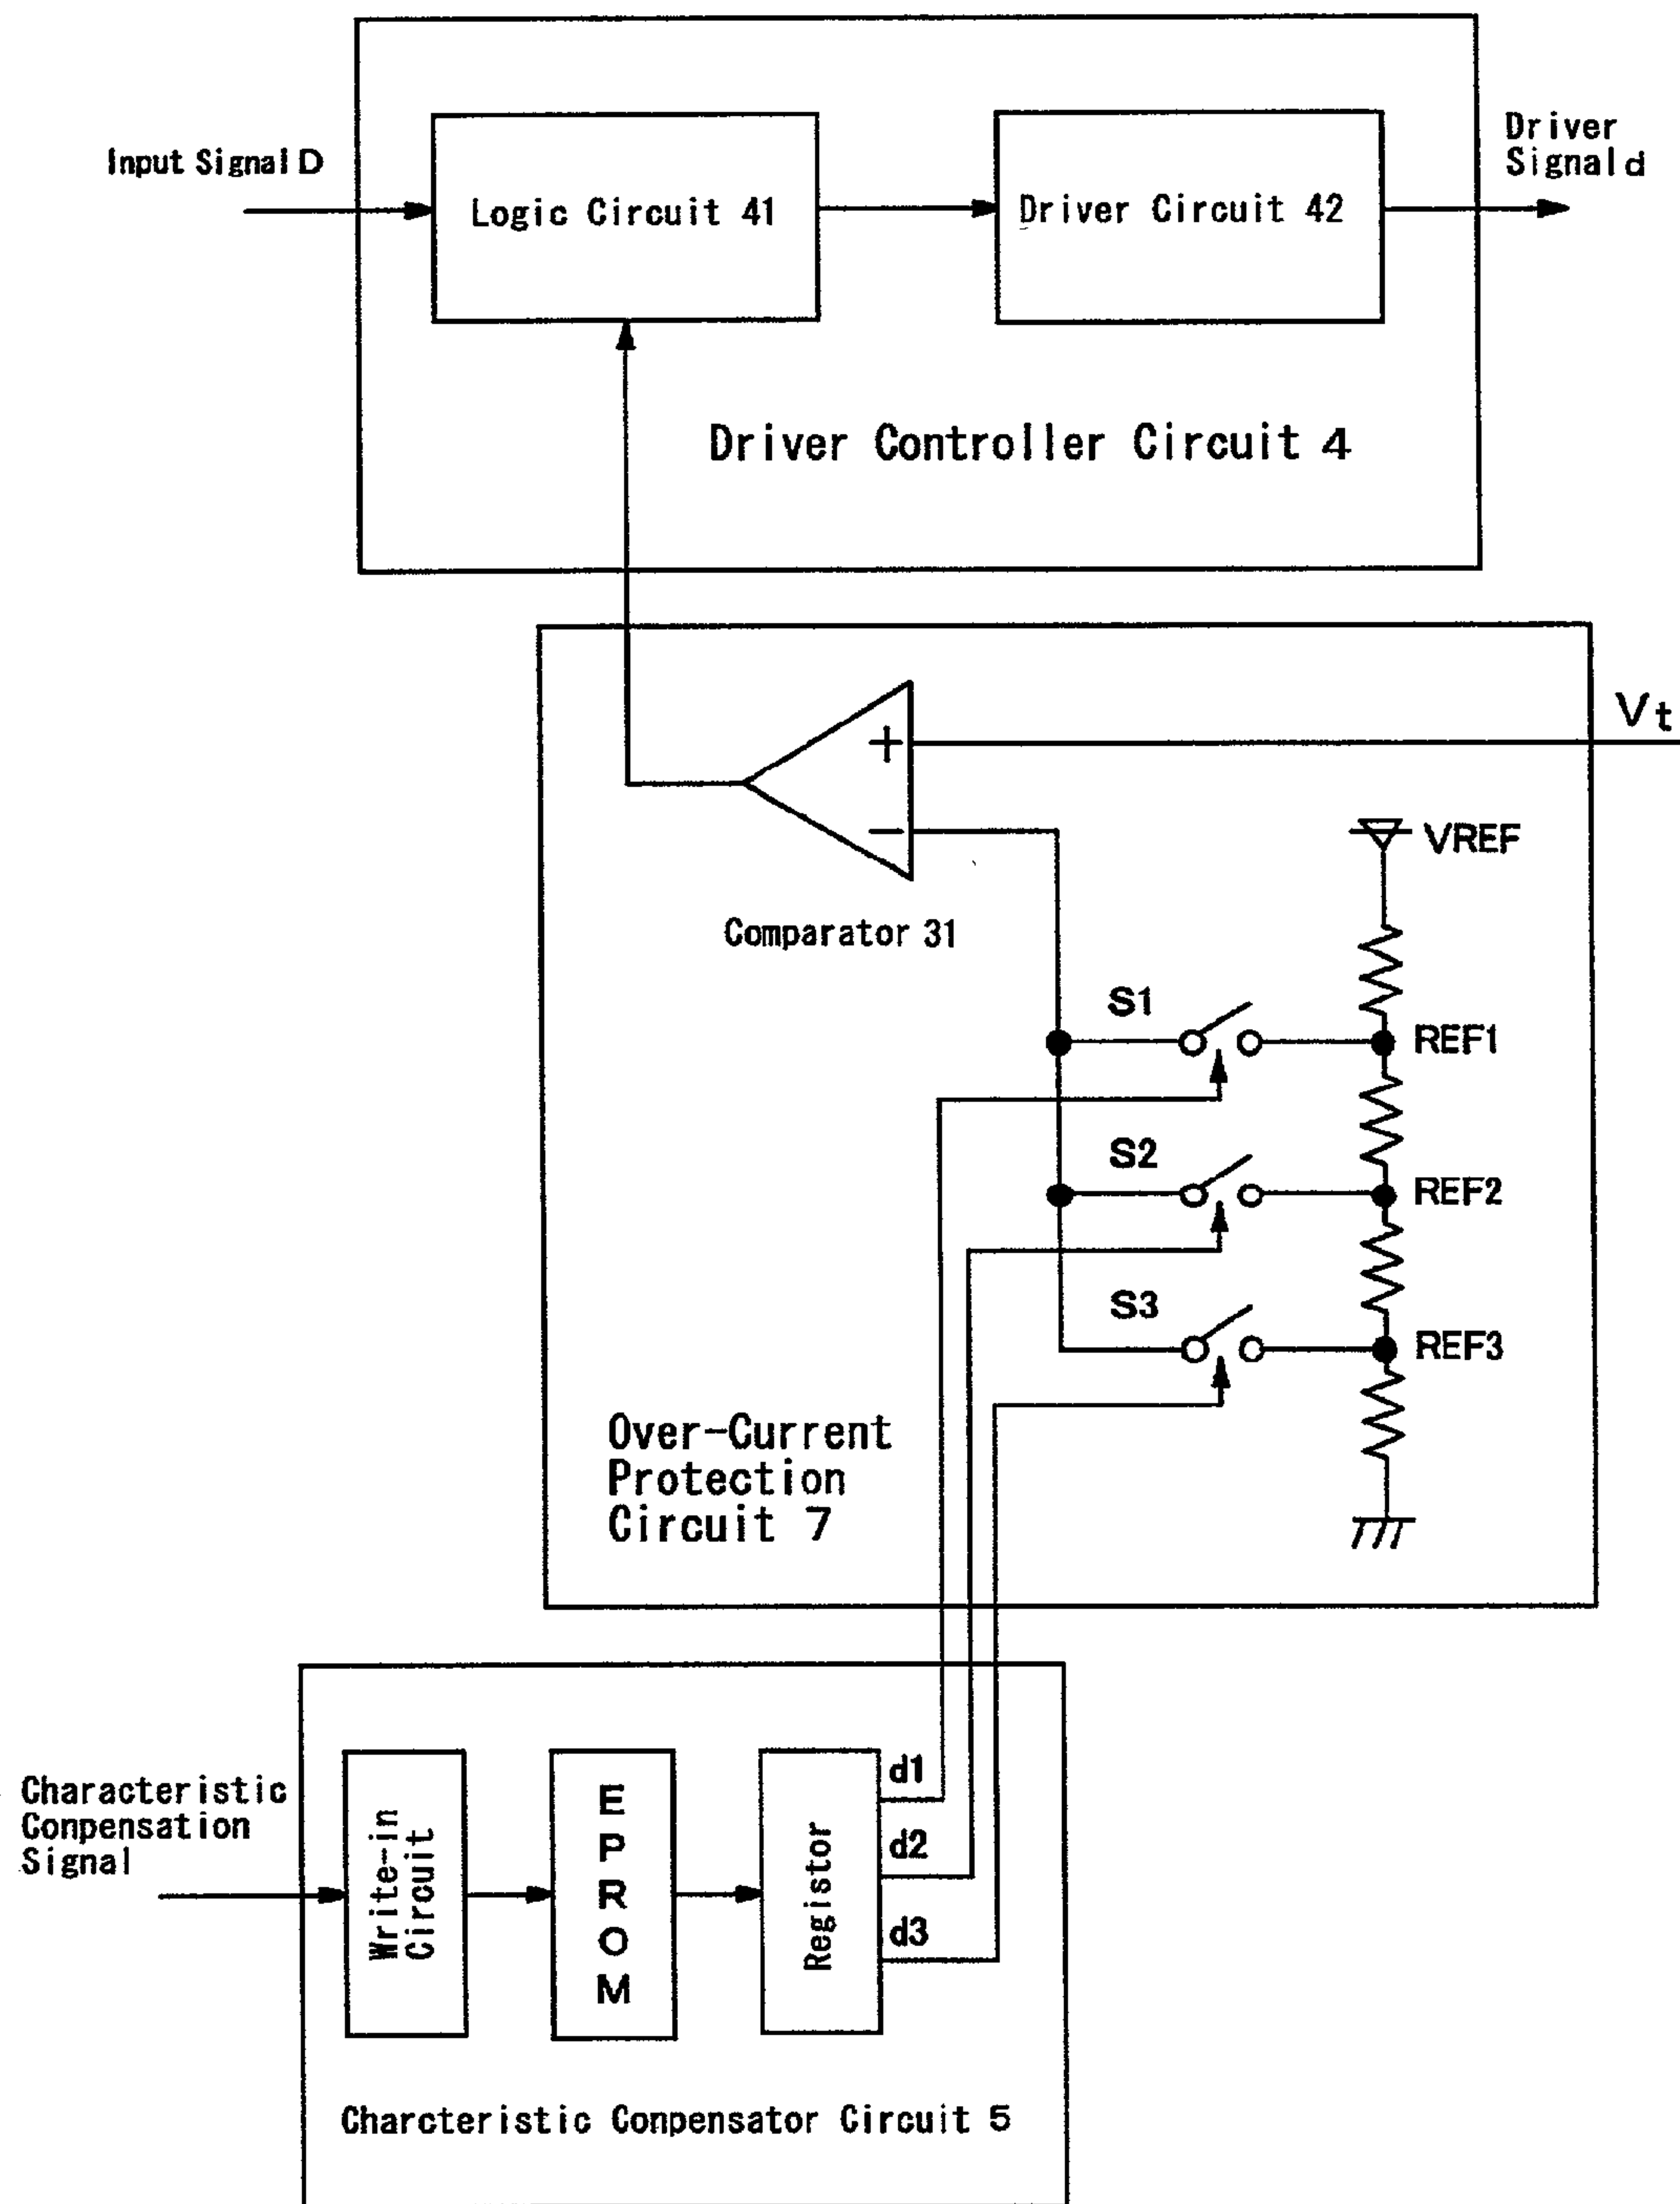 Input Signal D
Logic Circuit 41
Driver Circuit 42
Driver
Signal d
Driver Controller Circuit 4
Vt
+
−
VREF
Comparator 31
S1
REF1
S2
REF2
S3
REF3
Over-Current
Protection
Circuit 7
Characteristic
Conpensation
Signal
Write-in
Circuit
EPROM
Registor
d1
d2
d3
Charcteristic Conpensator Circuit 5